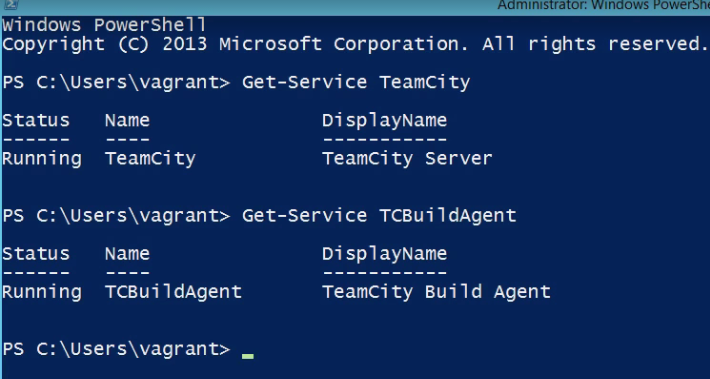 Administrator: Windows PowerShe
Windows PowerShell
Copyright (C) 2013 Microsoft Corporation. All rights reserved.
PS C:\Users\vagrant> Get-Service TeamCity
Status   Name               DisplayName
------   ----               -----------
Running  TeamCity           TeamCity Server
PS C:\Users\vagrant> Get-Service TCBuildAgent
Status   Name               DisplayName
------   ----               -----------
Running  TCBuildAgent       TeamCity Build Agent
PS C:\Users\vagrant>